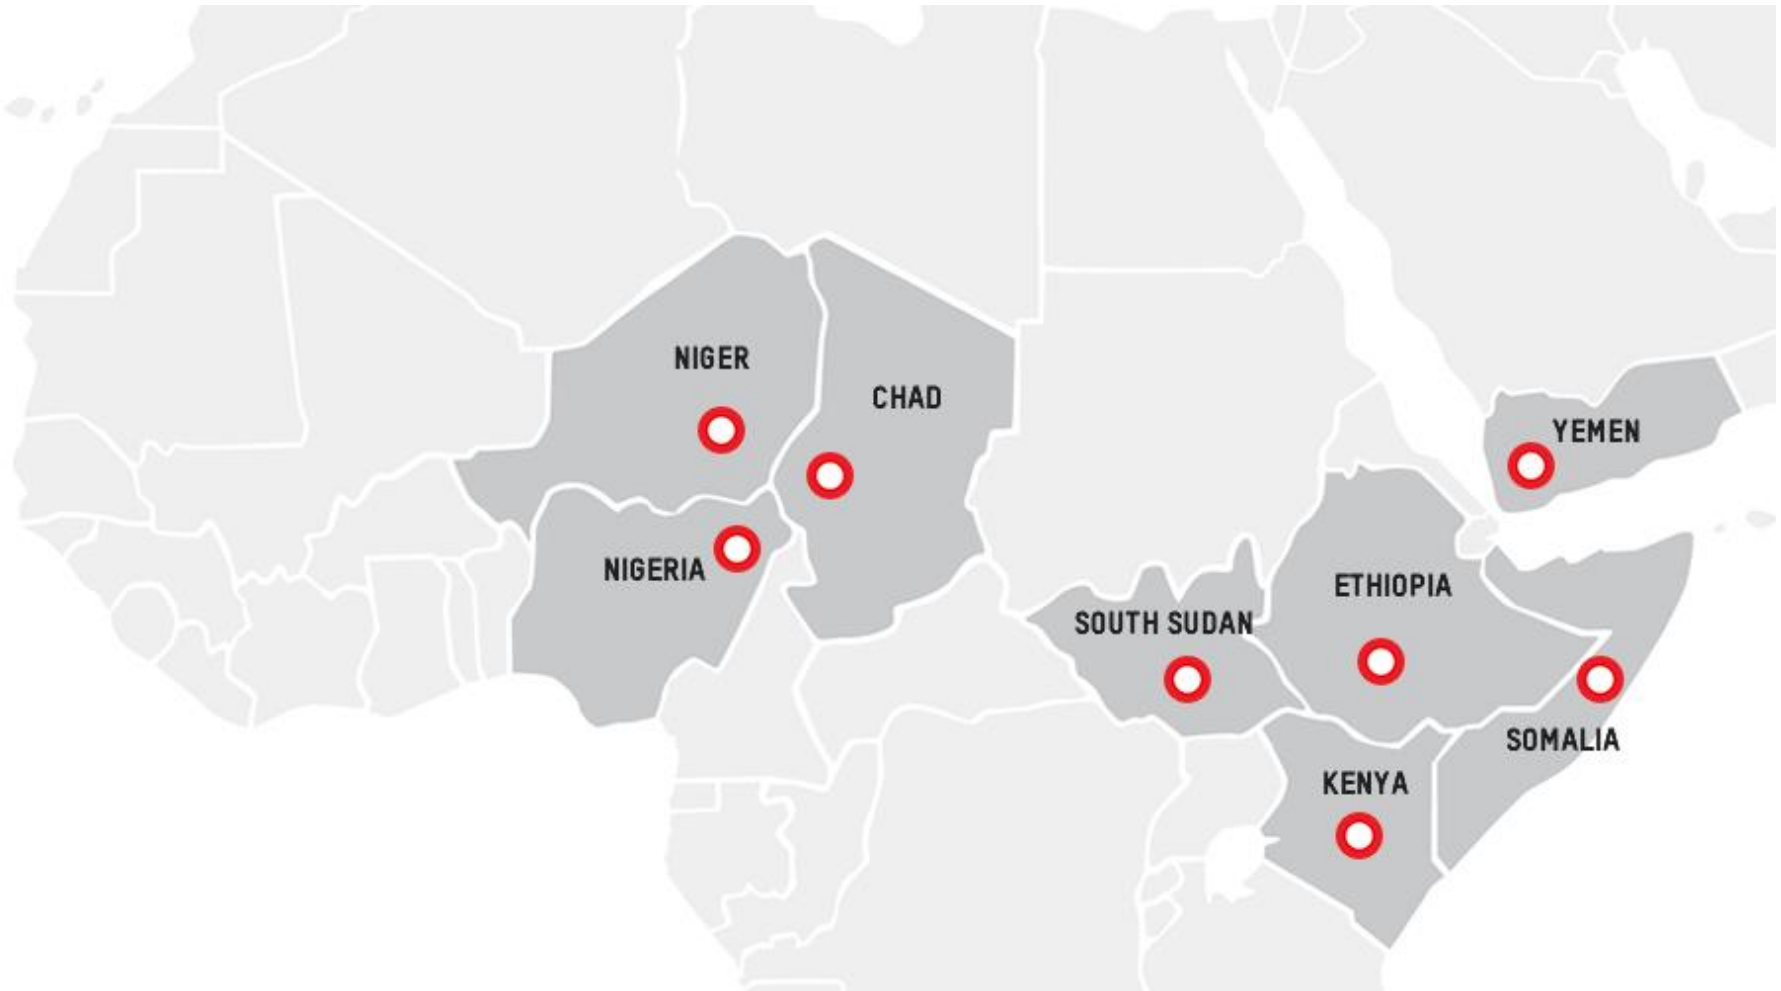 NIGER
CHAD
YEMEN
NIGERIA
ETHIOPIA
SOUTH SUDAN
SOMALIA
KENYA